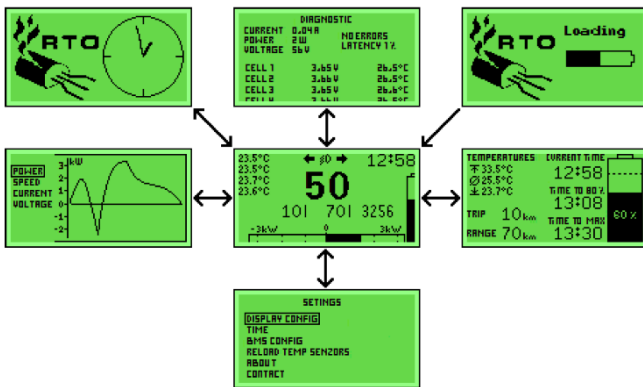 RTO
DIAGNOSTIC
CURRENT 0.04A
POWER 2W
VOLTAGE 56V
NO ERRORS
LATENCY 1%
CELL 1 3.65V 26.5°C
CELL 2 3.66V 26.5°C
CELL 3 3.65V 26.6°C
RTO
Loading
POWER
SPEED
CURRENT
VOLTAGE
kW
3
2
1
0
-1
-2
23.5°C
23.5°C
23.7°C
23.6°C
12:58
50
101 701 3256
-3kW 0 3kW
TEMPERATURES
33.5°C
Ø25.5°C
23.7°C
TRIP 10km
RANGE 70km
CURRENT TIME
12:58
TIME TO 80%
13:08
TIME TO MAX
13:30
60%
SETINGS
DISPLAY CONFIG
TIME
BMS CONFIG
RELOAD TEMP SENZORS
ABOUT
CONTACT